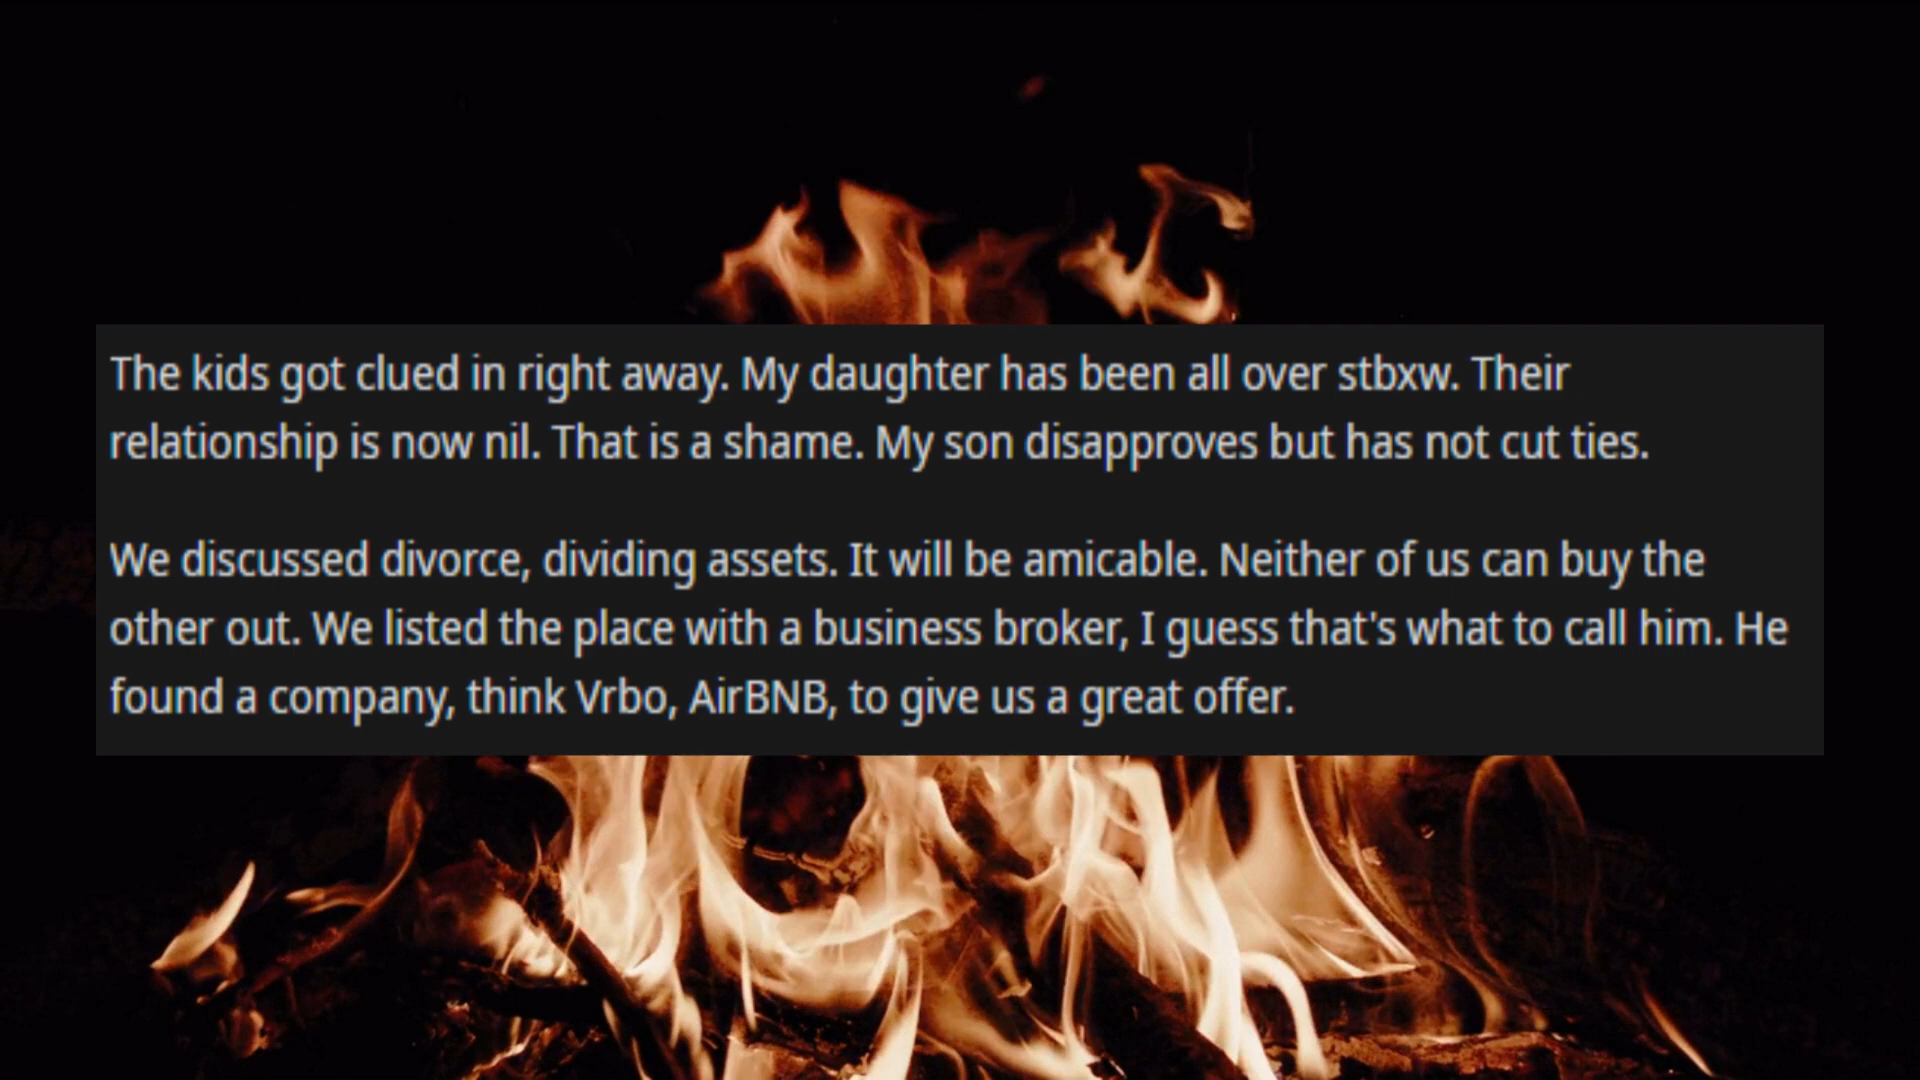 The kids got clued in right away. My daughter has been all over stbxw. Their
relationship is now nil. That is a shame. My son disapproves but has not cut ties.
We discussed divorce, dividing assets. It will be amicable. Neither of us can buy the
other out. We listed the place with a business broker, I guess that's what to call him. He
found a company, think Vrbo, AirBNB, to give us a great offer.